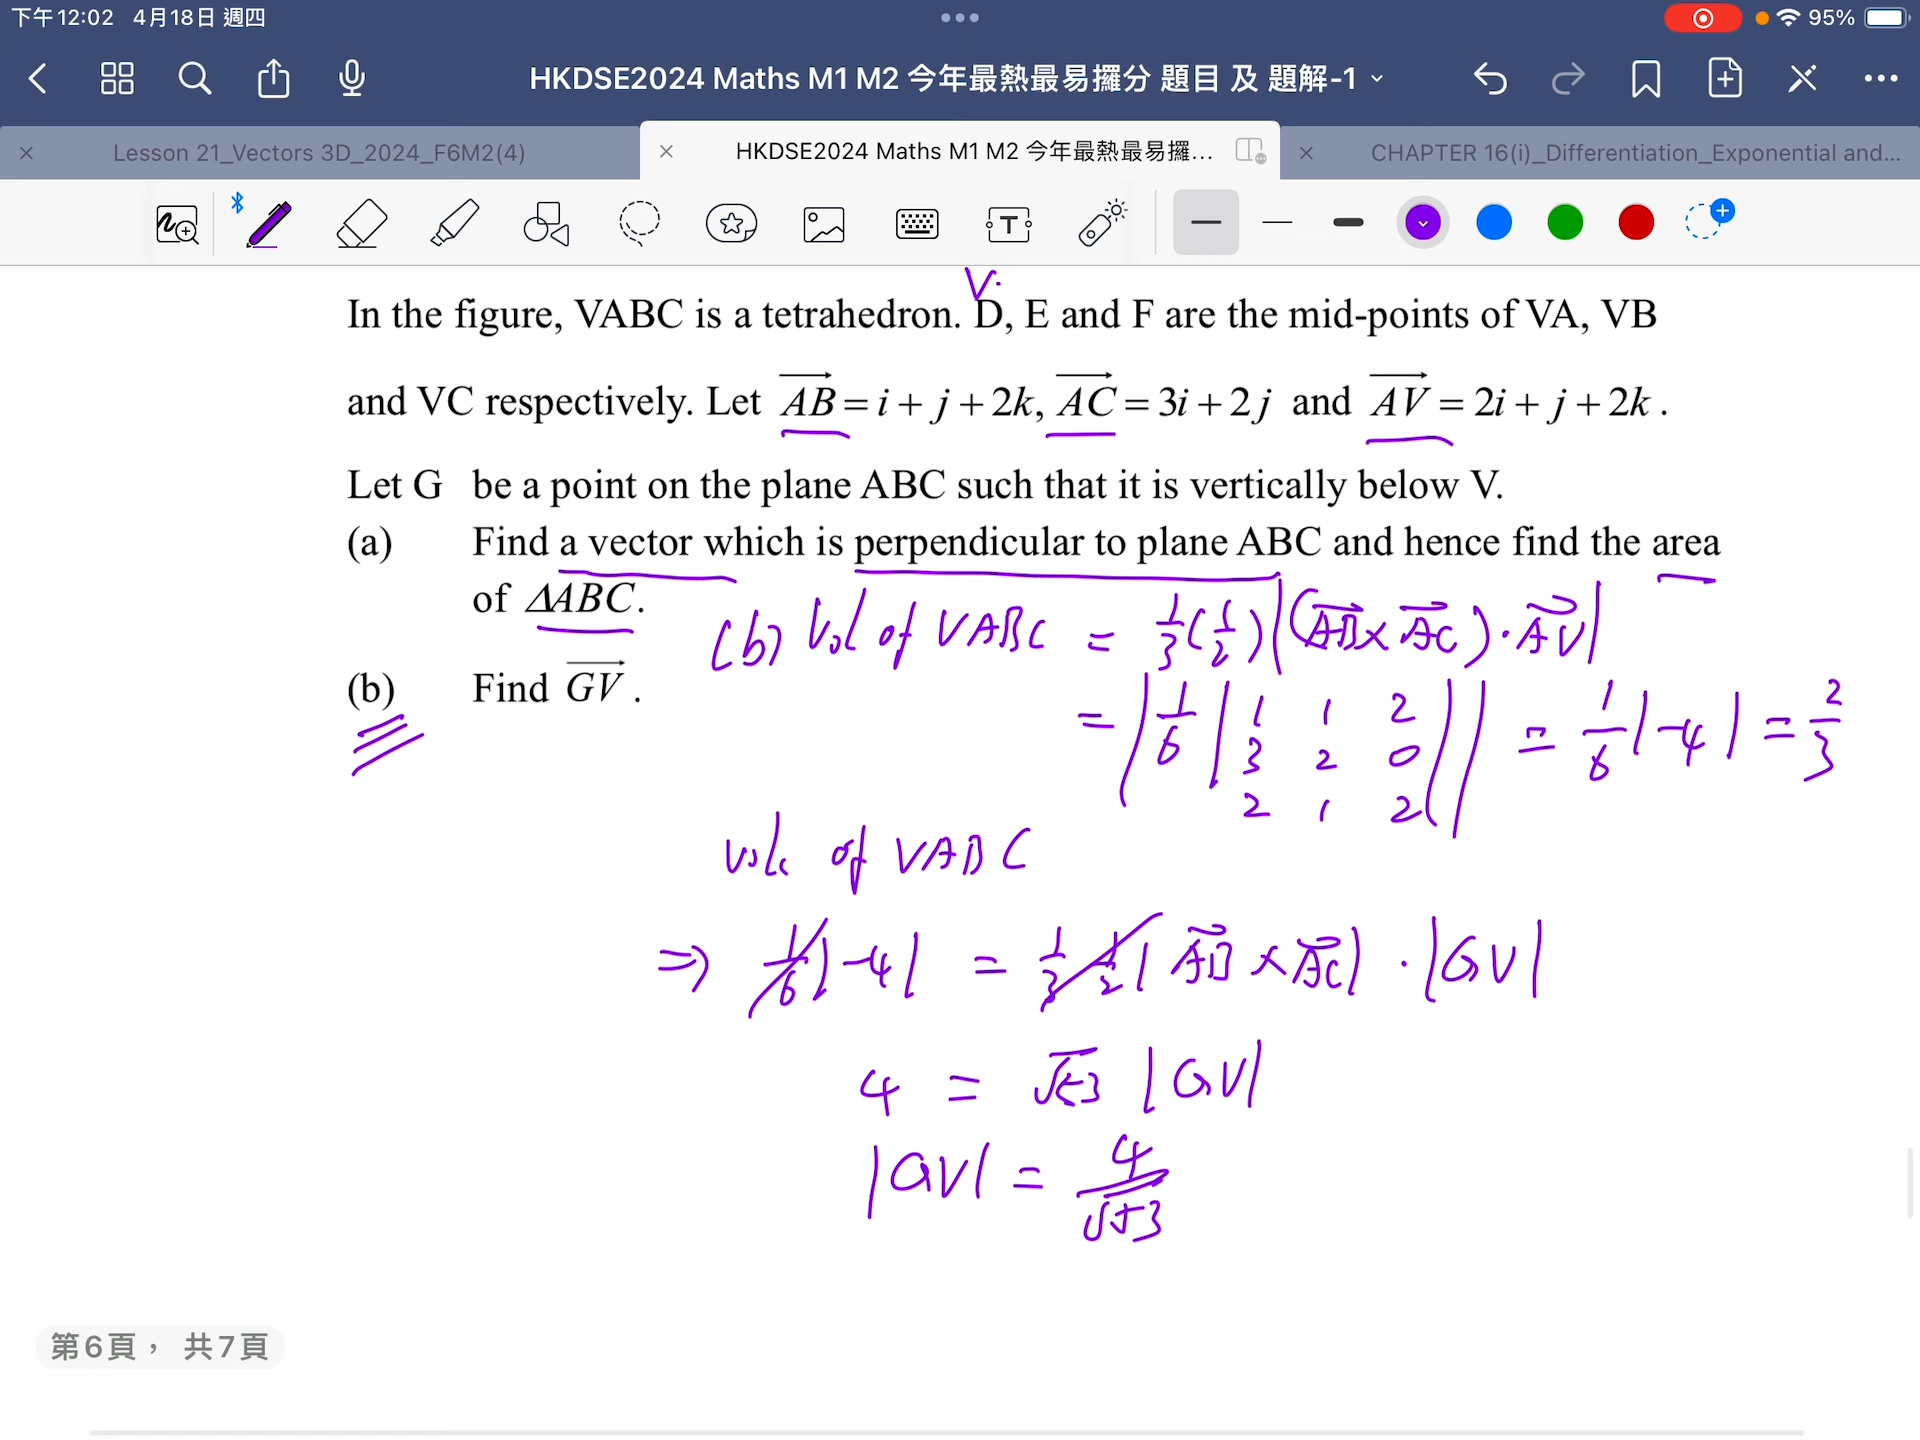 下午12:02 4月18日 週四
95%
HKDSE2024 Maths M1 M2 今年最熱最易攞分 題目 及 題解-1
Lesson 21_Vectors 3D_2024_F6M2(4)
HKDSE2024 Maths M1 M2 今年最熱最易攞...
CHAPTER 16(i)_Differentiation_Exponential and...
V
In the figure, VABC is a tetrahedron. D, E and F are the mid-points of VA, VB
and VC respectively. Let AB = i + j + 2k, AC = 3i + 2j and AV = 2i + j + 2k .
Let G be a point on the plane ABC such that it is vertically below V.
(a) Find a vector which is perpendicular to plane ABC and hence find the area
of ΔABC.
(b) Vol of VABC = 1/3 (1/2) |(AB × AC) · AV|
(b) Find GV .
= | 1/6 | 1 1 2
3 2 0
2 1 2 | | = 1/6 |-4| = 2/3
vol. of VABC
⇒ 1/6 |-4| = 1/3 1/2 | AB × AC | · |GV|
4 = √53 |GV|
|GV| = 4/√53
第6頁， 共7頁